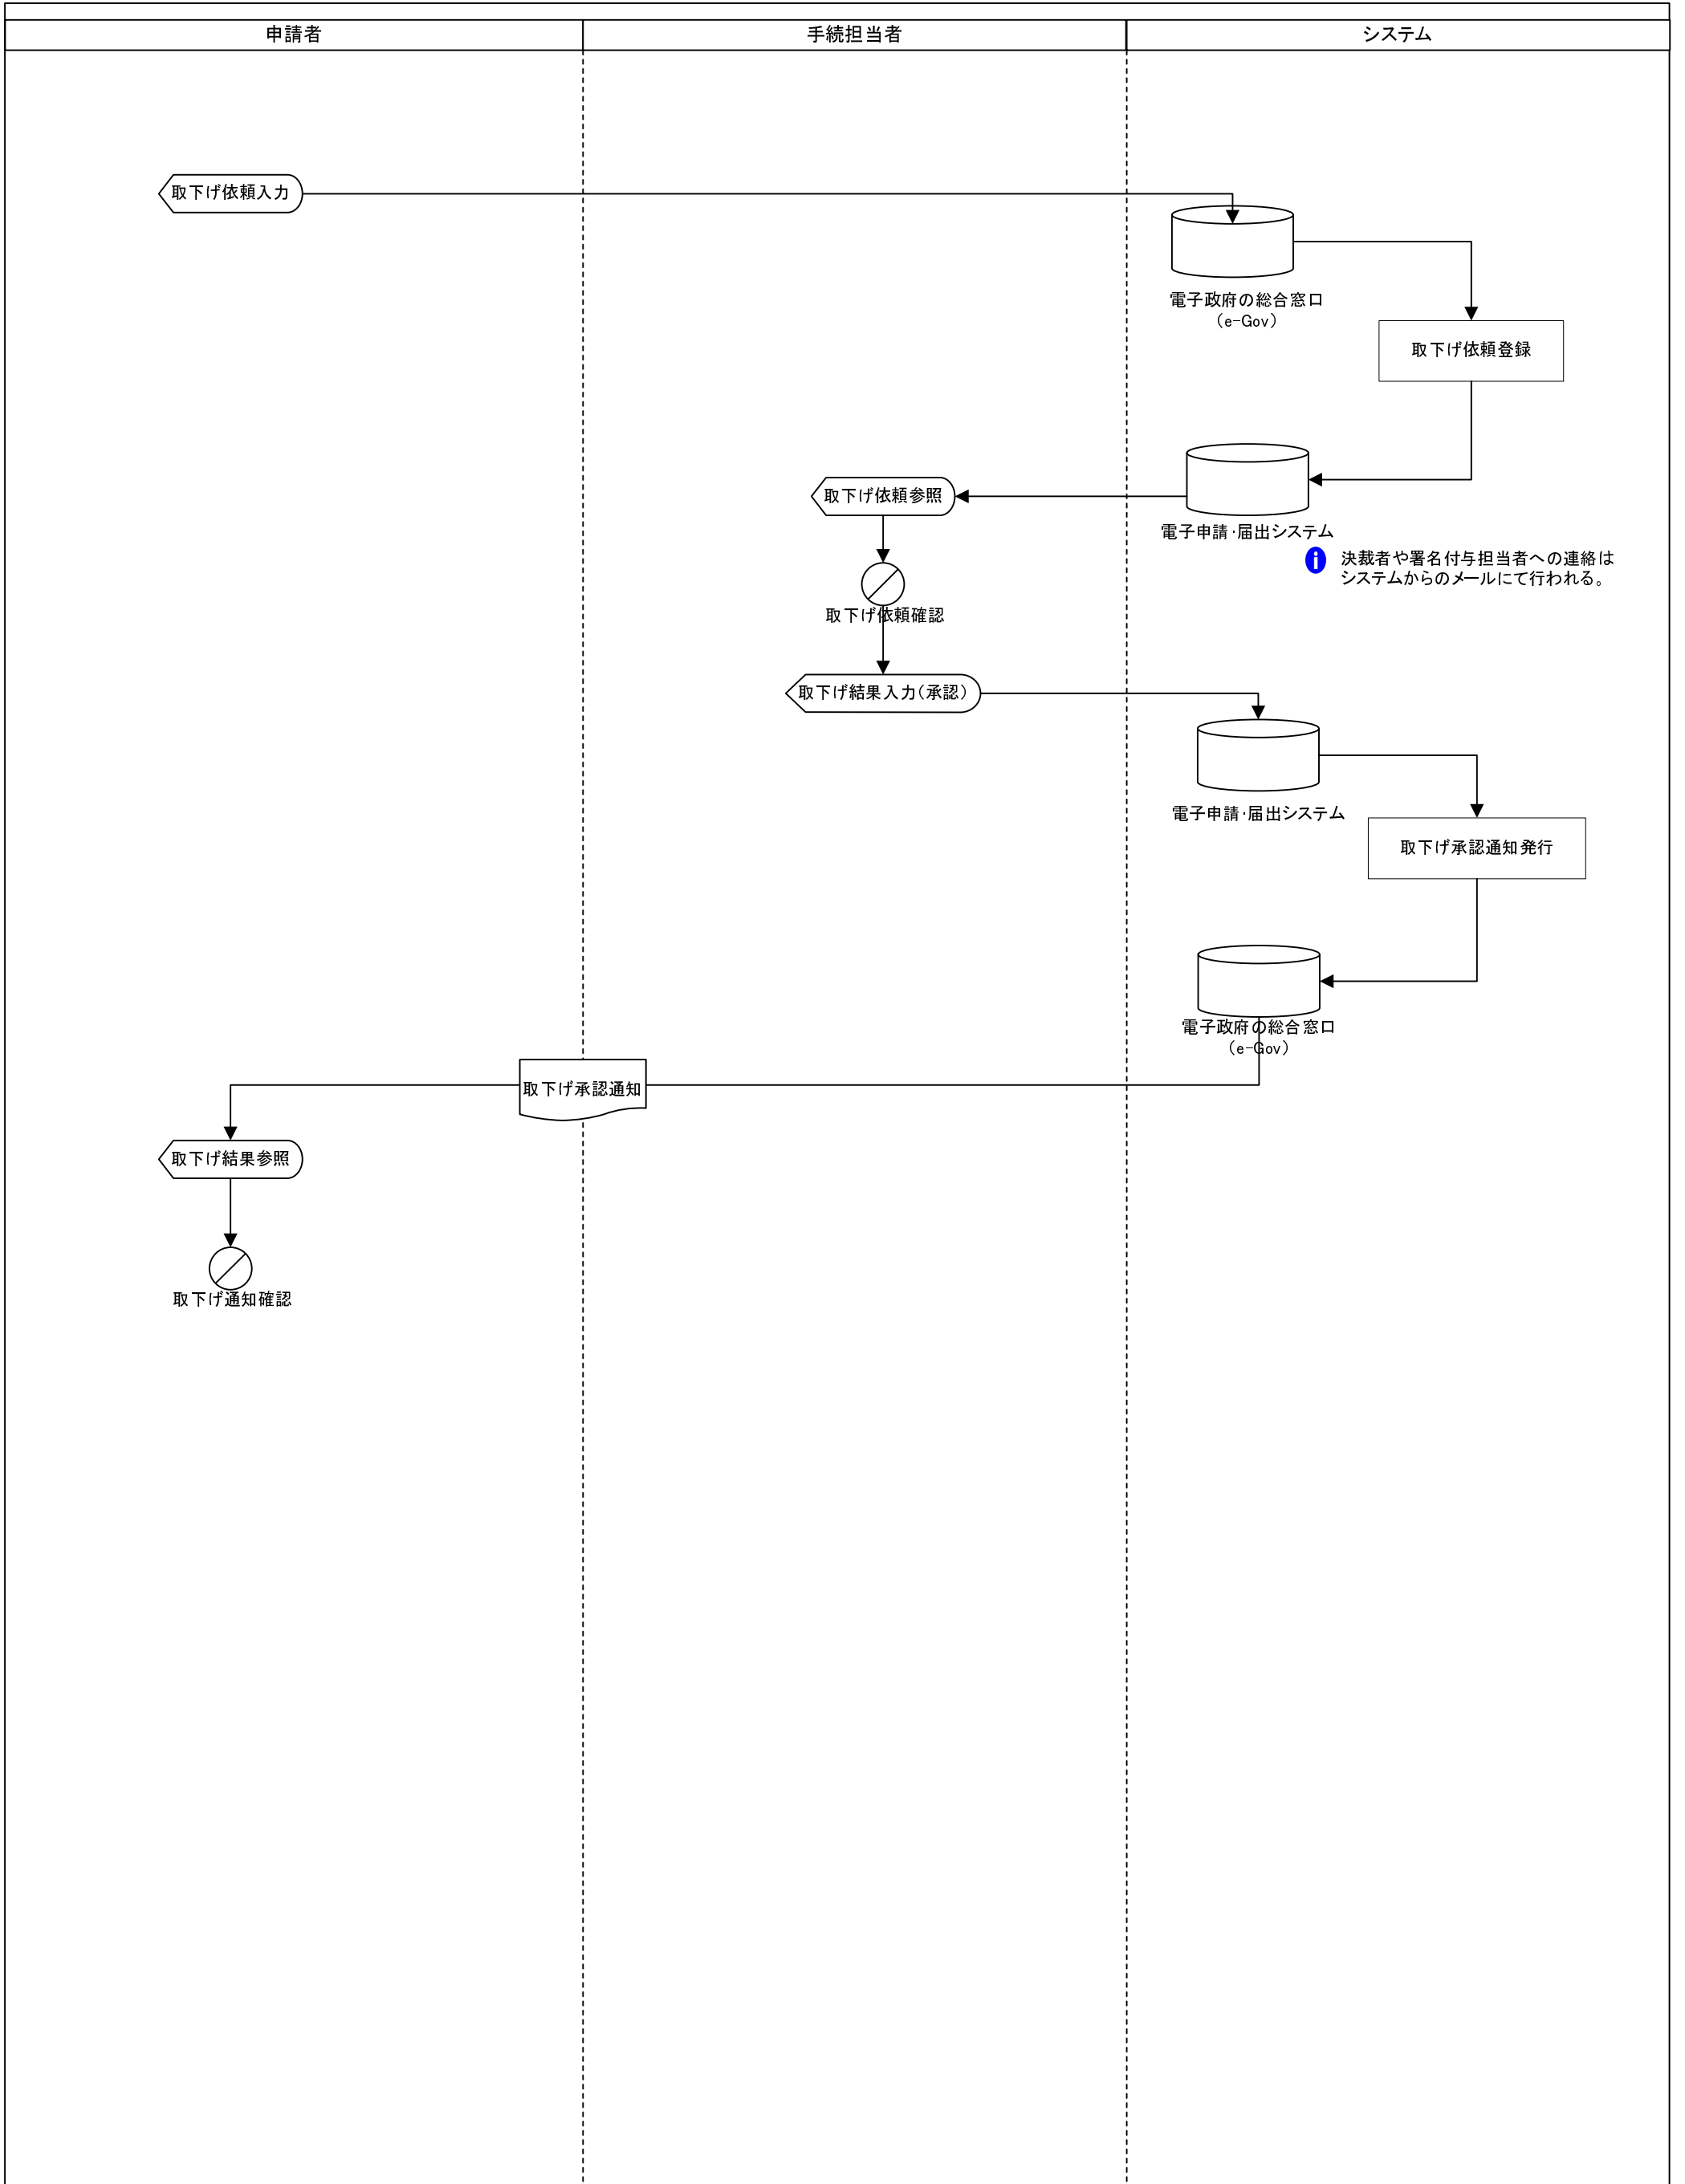 申請者
手続担当者
システム
取下げ依頼入力
電子政府の総合窓口
（e-Gov）
取下げ依頼登録
取下げ依頼参照
電子申請・届出システム
決裁者や署名付与担当者への連絡は
システムからのメールにて行われる。
取下げ依頼確認
取下げ結果入力（承認）
電子申請・届出システム
取下げ承認通知発行
電子政府の総合窓口
（e-Gov）
取下げ承認通知
取下げ結果参照
取下げ通知確認